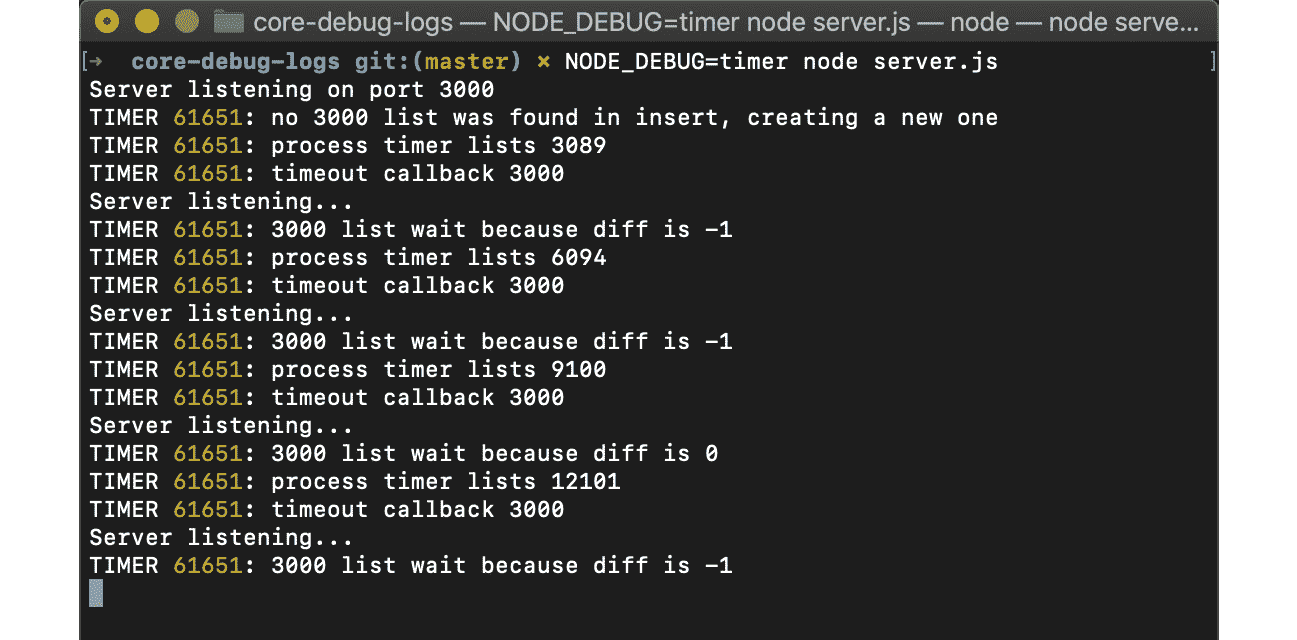 core-debug-logs — NODE_DEBUG=timer node server.js — node — node serve...
[➜ core-debug-logs git:(master) × NODE_DEBUG=timer node server.js ]
Server listening on port 3000
TIMER 61651: no 3000 list was found in insert, creating a new one
TIMER 61651: process timer lists 3089
TIMER 61651: timeout callback 3000
Server listening...
TIMER 61651: 3000 list wait because diff is -1
TIMER 61651: process timer lists 6094
TIMER 61651: timeout callback 3000
Server listening...
TIMER 61651: 3000 list wait because diff is -1
TIMER 61651: process timer lists 9100
TIMER 61651: timeout callback 3000
Server listening...
TIMER 61651: 3000 list wait because diff is 0
TIMER 61651: process timer lists 12101
TIMER 61651: timeout callback 3000
Server listening...
TIMER 61651: 3000 list wait because diff is -1